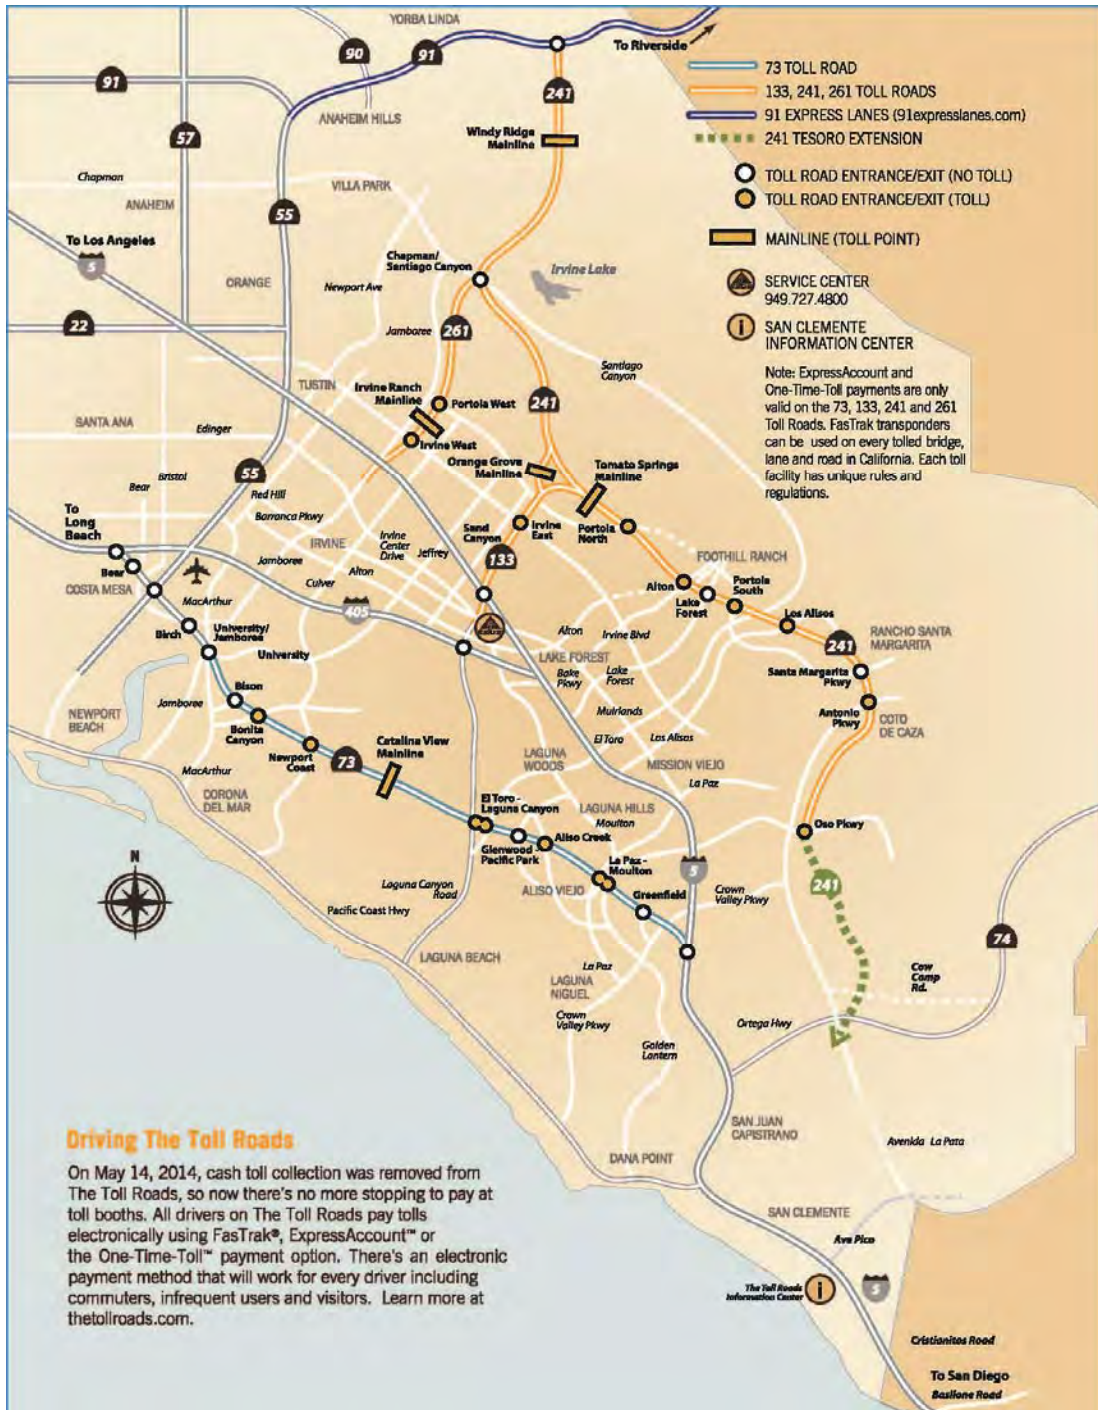 YORBA LINDA
To Riverside
90
91
91
73 TOLL ROAD
133, 241, 261 TOLL ROADS
91 EXPRESS LANES (91expresslanes.com)
241 TESORO EXTENSION
TOLL ROAD ENTRANCE/EXIT (NO TOLL)
TOLL ROAD ENTRANCE/EXIT (TOLL)
MAINLINE (TOLL POINT)
SERVICE CENTER
949.727.4800
i
SAN CLEMENTE
INFORMATION CENTER
Note: ExpressAccount and
One-Time-Toll payments are only
valid on the 73, 133, 241 and 261
Toll Roads. FasTrak transponders
can be used on every tolled bridge,
lane and road in California. Each toll
facility has unique rules and
regulations.
241
ANAHEIM HILLS
57
Windy Ridge
Mainline
Chapman
VILLA PARK
ANAHEIM
55
To Los Angeles
5
Chapman/
Santiago Canyon
Irvine Lake
ORANGE
Newport Ave
22
Jamboree
261
Santiago
Canyon
TUSTIN
Irvine Ranch
Mainline
Portola West
241
SANTA ANA
Edinger
Irvine West
Orange Grove
Mainline
Tomato Springs
Mainline
55
Bristol
Bear
Red Hill
Barranca Pkwy
To
Long
Beach
IRVINE
Irvine
Center
Drive
Jeffrey
Sand
Canyon
Irvine
East
Portola
North
133
FOOTHILL RANCH
Bear
Jamboree
Culver
Alton
COSTA MESA
MacArthur
405
Alton
Lake
Forest
Portola
South
Los Alisos
Birch
University/
Jamboree
University
Alton
Irvine Blvd
241
RANCHO SANTA
MARGARITA
LAKE FOREST
Bake
Pkwy
Lake
Forest
Santa Margarita
Pkwy
Bison
Jamboree
NEWPORT
BEACH
Bonita
Canyon
Muirlands
Antonio
Pkwy
COTO
DE CAZA
Newport
Coast
73
Catalina View
Mainline
El Toro
Los Alisos
LAGUNA
WOODS
MISSION VIEJO
MacArthur
La Paz
CORONA
DEL MAR
El Toro -
Laguna Canyon
LAGUNA HILLS
Moulton
Oso Pkwy
Glenwood -
Pacific Park
Aliso Creek
N
La Paz -
Moulton
5
241
Laguna Canyon
Road
ALISO VIEJO
Greenfield
Crown
Valley Pkwy
Pacific Coast Hwy
74
LAGUNA BEACH
La Paz
LAGUNA
NIGUEL
Cow
Camp
Rd.
Crown
Valley Pkwy
Ortega Hwy
Golden
Lantern
SAN JUAN
CAPISTRANO
Avenida La Pata
DANA POINT
SAN CLEMENTE
Ave Pico
The Toll Roads
Information Center
i
5
Cristianitos Road
To San Diego
Basilone Road
Driving The Toll Roads
On May 14, 2014, cash toll collection was removed from
The Toll Roads, so now there's no more stopping to pay at
toll booths. All drivers on The Toll Roads pay tolls
electronically using FasTrak®, ExpressAccount™ or
the One-Time-Toll™ payment option. There's an electronic
payment method that will work for every driver including
commuters, infrequent users and visitors. Learn more at
thetollroads.com.